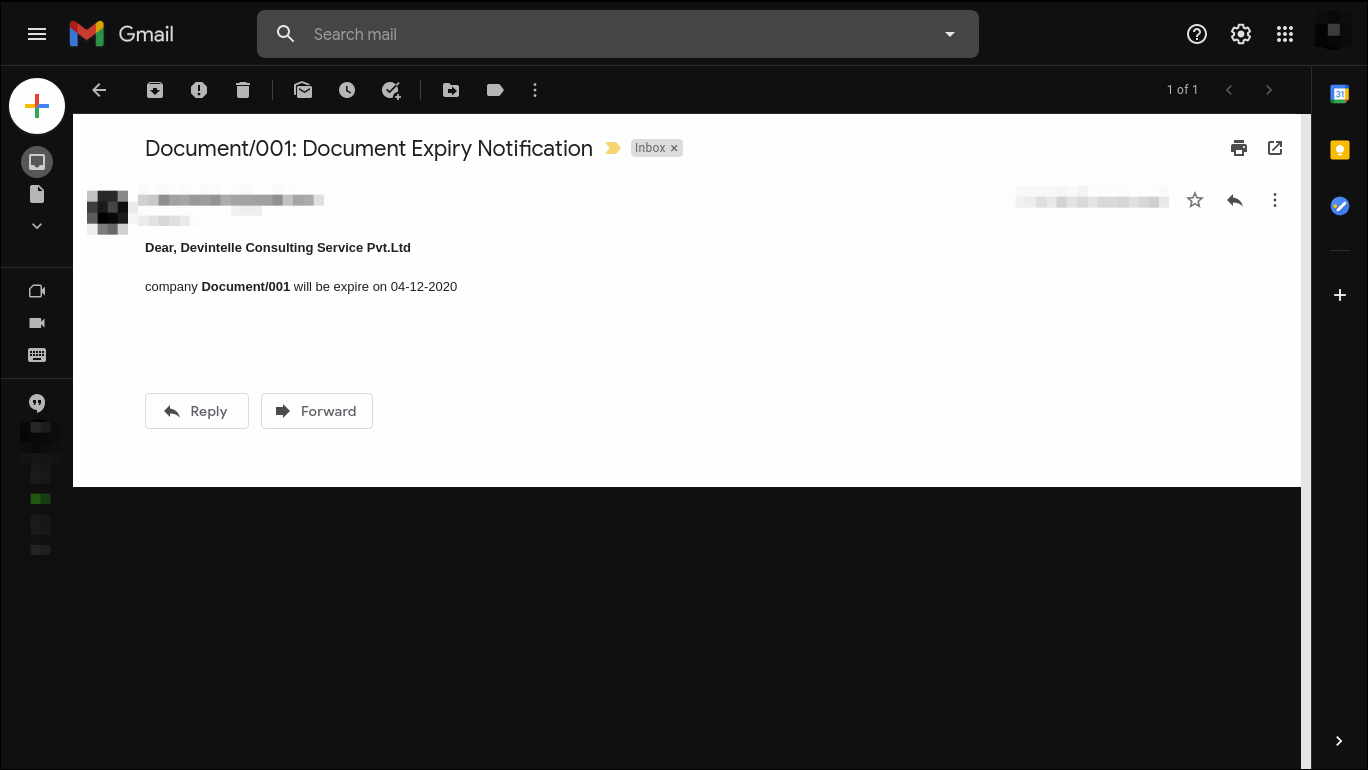 Gmail
Search mail
1 of 1
31
Document/001: Document Expiry Notification
Inbox ×
Dear, Devintelle Consulting Service Pvt.Ltd
company Document/001 will be expire on 04-12-2020
Reply
Forward